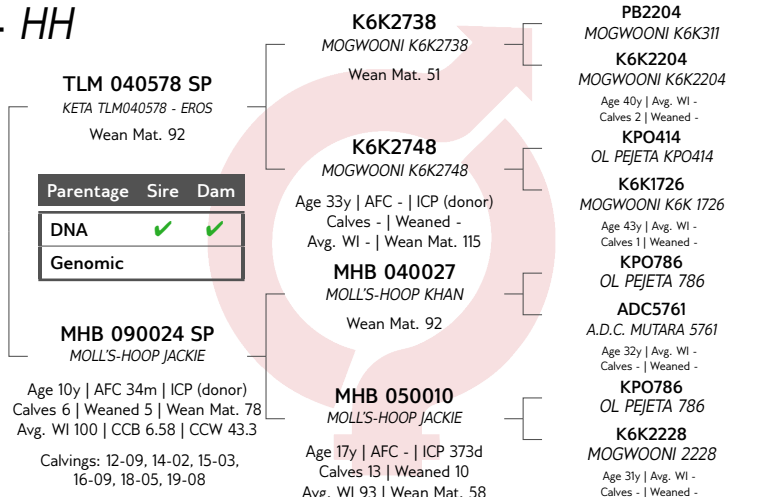 - HH
TLM 040578 SP
KETA TLM040578 - EROS
Wean Mat. 92
Parentage Sire Dam
DNA ✔ ✔
Genomic
MHB 090024 SP
MOLL'S-HOOP JACKIE
Age 10y | AFC 34m | ICP (donor)
Calves 6 | Weaned 5 | Wean Mat. 78
Avg. WI 100 | CCB 6.58 | CCW 43.3
Calvings: 12-09, 14-02, 15-03,
16-09, 18-05, 19-08
K6K2738
MOGWOONI K6K2738
Wean Mat. 51
K6K2748
MOGWOONI K6K2748
Age 33y | AFC - | ICP (donor)
Calves - | Weaned -
Avg. WI - | Wean Mat. 115
MHB 040027
MOLL'S-HOOP KHAN
Wean Mat. 92
MHB 050010
MOLL'S-HOOP JACKIE
Age 17y | AFC - | ICP 373d
Calves 13 | Weaned 10
Avg. WI 93 | Wean Mat. 58
PB2204
MOGWOONI K6K311
K6K2204
MOGWOONI K6K2204
Age 40y | Avg. WI -
Calves 2 | Weaned -
KPO414
OL PEJETA KPO414
K6K1726
MOGWOONI K6K 1726
Age 43y | Avg. WI -
Calves 1 | Weaned -
KPO786
OL PEJETA 786
ADC5761
A.D.C. MUTARA 5761
Age 32y | Avg. WI -
Calves - | Weaned -
KPO786
OL PEJETA 786
K6K2228
MOGWOONI 2228
Age 31y | Avg. WI -
Calves - | Weaned -